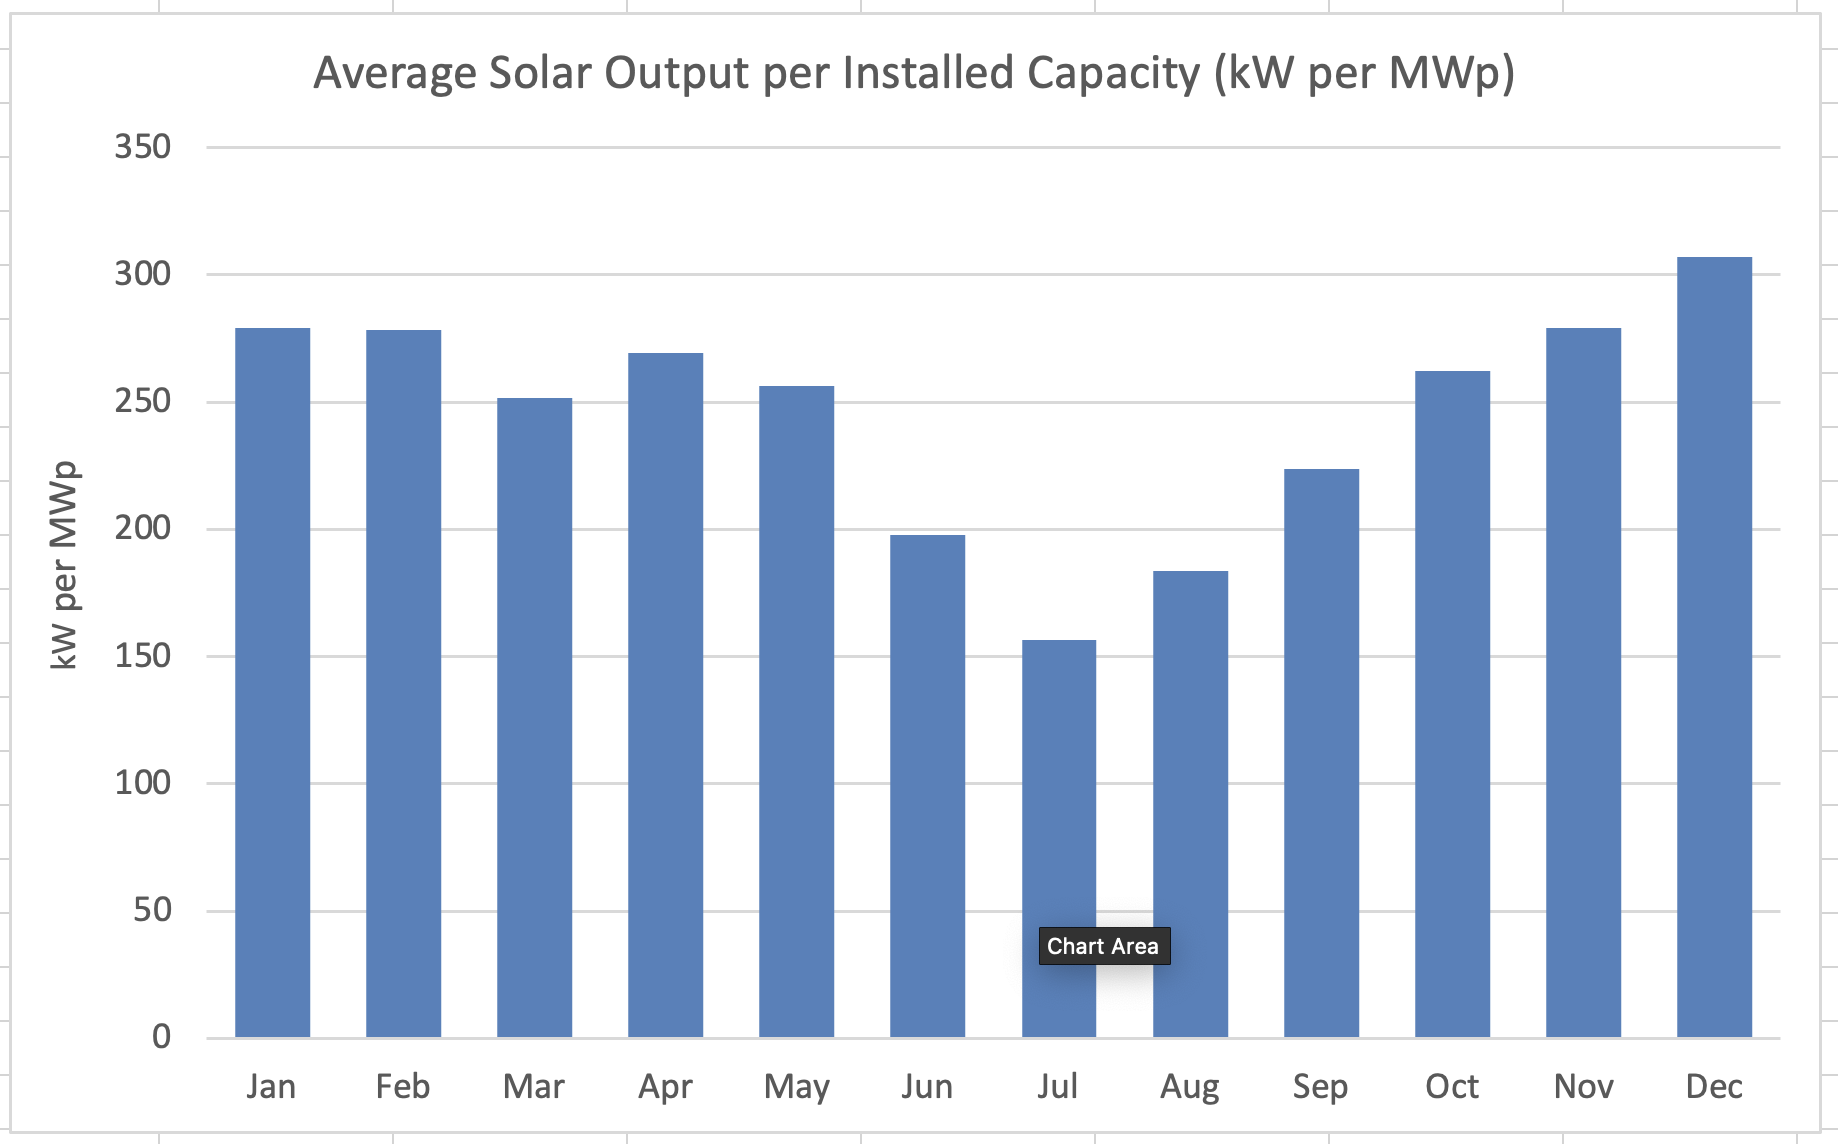 Average Solar Output per Installed Capacity (kW per MWp)
350
300
250
200
150
100
50
0
kW per MWp
Chart Area
Jan Feb Mar Apr May Jun Jul Aug Sep Oct Nov Dec